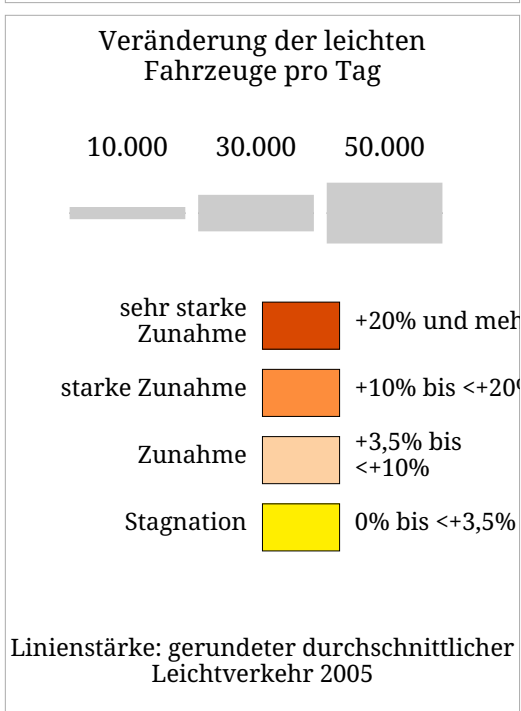 Veränderung der leichten
Fahrzeuge pro Tag
10.000 30.000 50.000
sehr starke
Zunahme
+20% und meh
starke Zunahme +10% bis <+20%
Zunahme
+3,5% bis
<+10%
Stagnation 0% bis <+3,5%
Linienstärke: gerundeter durchschnittlicher
Leichtverkehr 2005